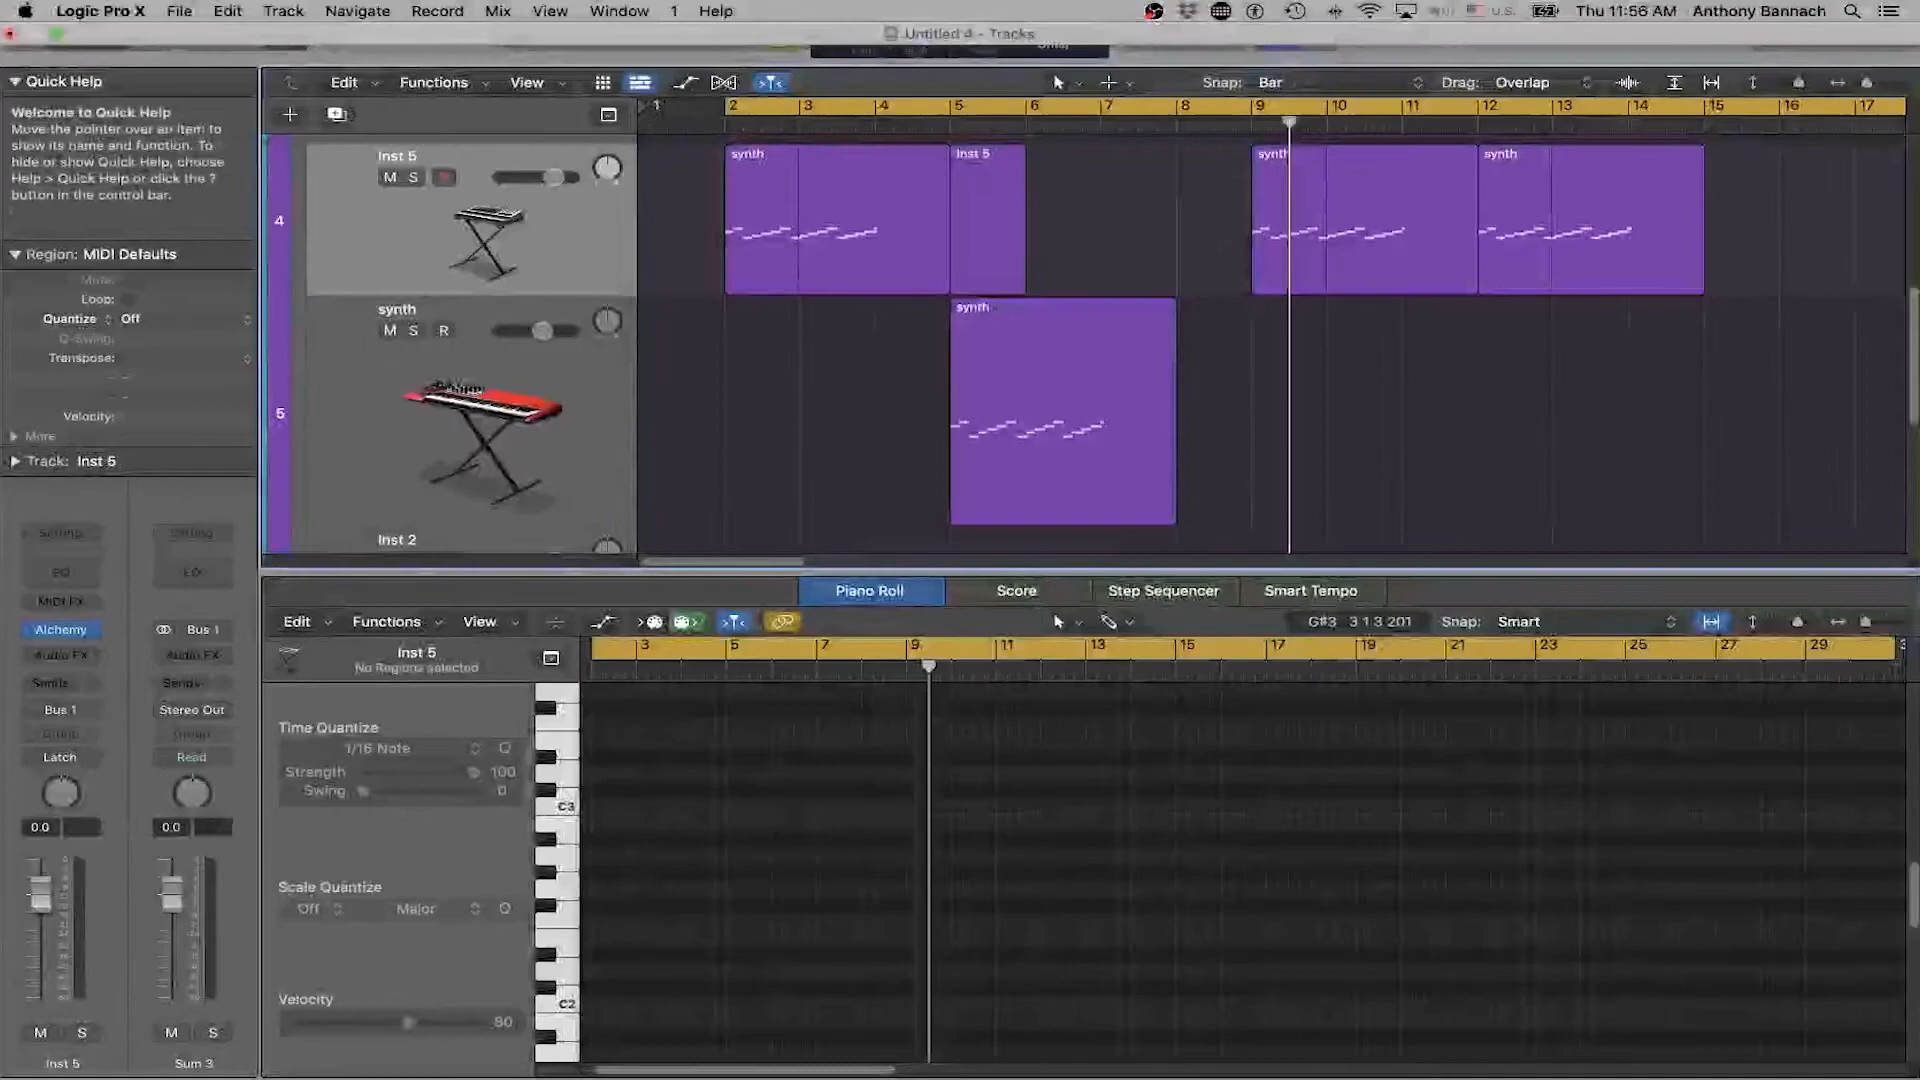 Logic Pro X File Edit Track Navigate Record Mix View Window 1 Help
U.S. Thu 11:56 AM Anthony Bannach
Untitled 4 - Tracks
Quick Help
Welcome to Quick Help
Move the pointer over an item to
show its name and function. To
hide or show Quick Help, choose
Help > Quick Help or click the ?
button in the control bar.
Region: MIDI Defaults
Mute:
Loop:
Quantize Off
Q-Swing:
Transpose:
Velocity:
More
Track: Inst 5
Setting Setting
EQ EQ
MIDI FX
Alchemy Bus 1
Audio FX Audio FX
Sends Sends
Bus 1 Stereo Out
Group Group
Latch Read
0.0 0.0
M S M S
Inst 5 Sum 3
Edit Functions View Snap: Bar Drag: Overlap
1 2 3 4 5 6 7 8 9 10 11 12 13 14 15 16 17
4 Inst 5
M S
synth Inst 5 synth synth
5 synth
M S R
synth
Inst 2
Piano Roll Score Step Sequencer Smart Tempo
Edit Functions View G#3 3 1 3 201 Snap: Smart
3 5 7 9 11 13 15 17 19 21 23 25 27 29
Inst 5
No Regions selected
Time Quantize
1/16 Note Q
Strength 100
Swing 0
Scale Quantize
Off Major Q
Velocity
80
C3
C2